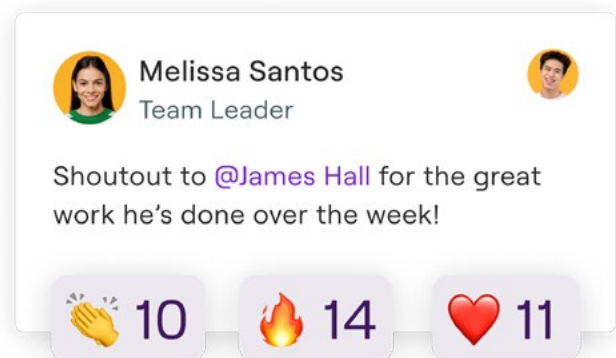 Melissa Santos
Team Leader
Shoutout to @James Hall for the great
work he’s done over the week!
👏 10 🔥 14 ❤️ 11